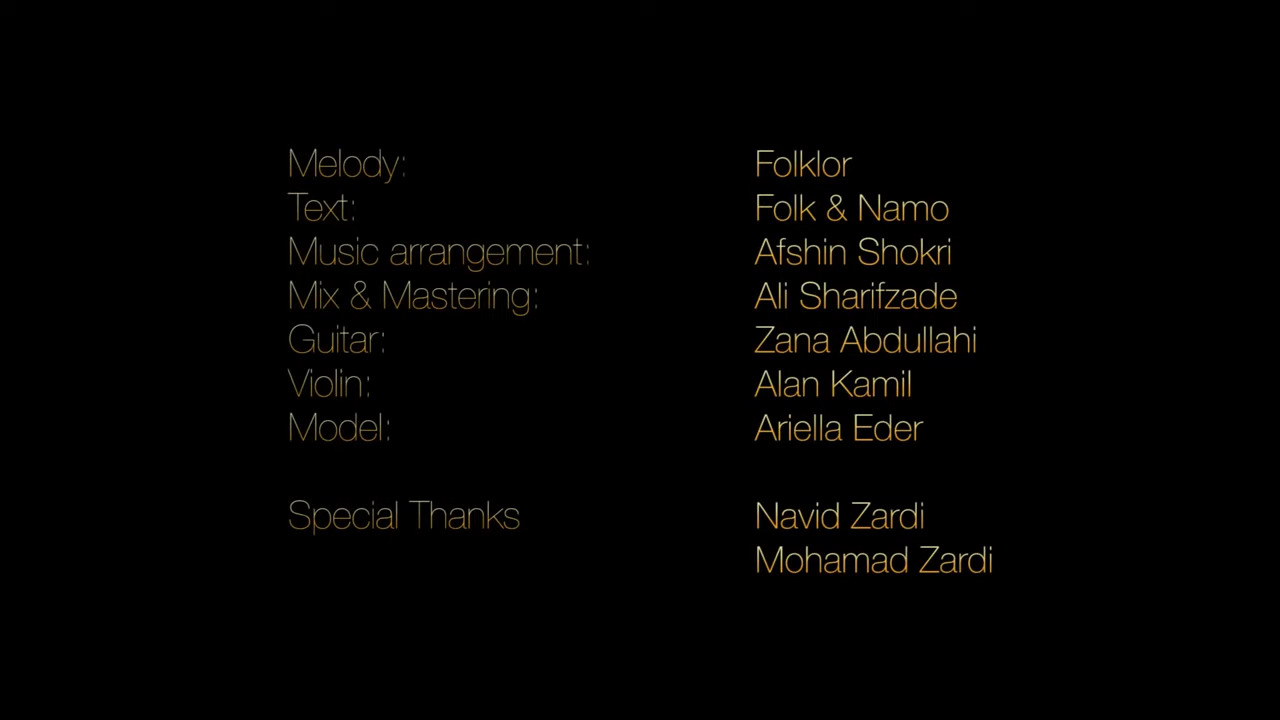 Melody: Folklor
Text: Folk & Namo
Music arrangement: Afshin Shokri
Mix & Mastering: Ali Sharifzade
Guitar: Zana Abdullahi
Violin: Alan Kamil
Model: Ariella Eder
Special Thanks Navid Zardi
Mohamad Zardi